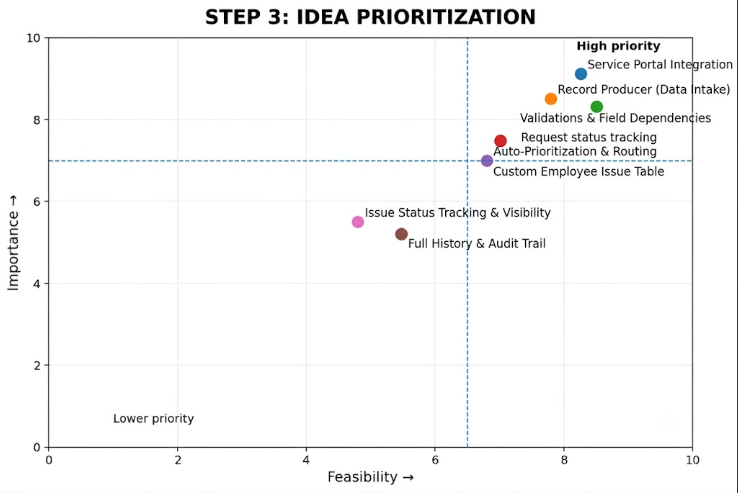 STEP 3: IDEA PRIORITIZATION
High priority
Service Portal Integration
Record Producer (Data Intake)
Validations & Field Dependencies
Request status tracking
Auto-Prioritization & Routing
Custom Employee Issue Table
Issue Status Tracking & Visibility
Full History & Audit Trail
Lower priority
Importance →
10
8
6
4
2
0
0 2 4 6 8 10
Feasibility →